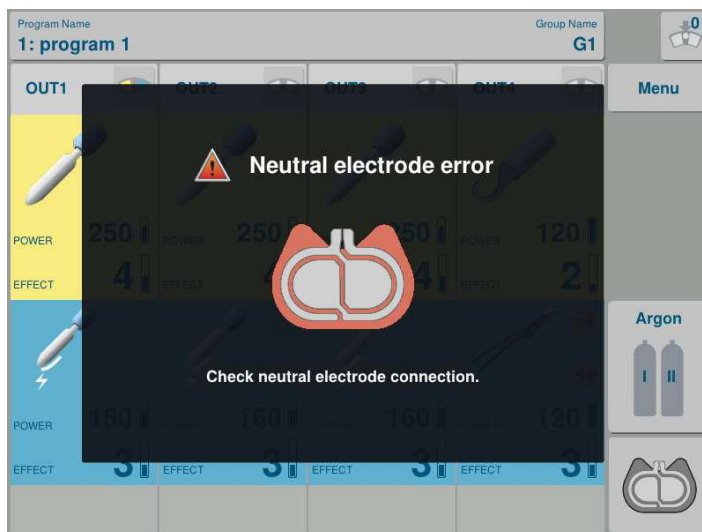 Program Name
1: program 1
Group Name
G1
0
OUT1
OUT2
OUT3
OUT4
Menu
Neutral electrode error
POWER 250
POWER 250
250
POWER 120
EFFECT 4
EFFECT
4
2
Check neutral electrode connection.
Argon
I II
POWER 160
160
160
120
EFFECT 3
EFFECT 3
EFFECT 3
EFFECT 3